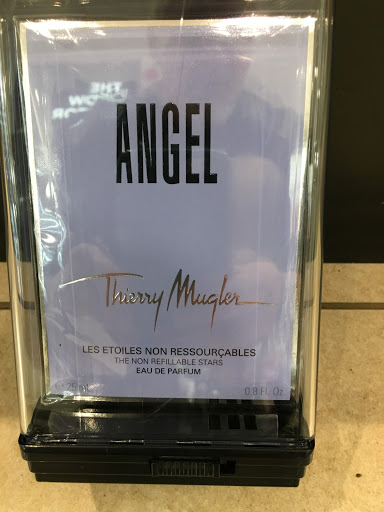 ANGEL
Thierry Mugler
LES ETOILES NON RESSOURÇABLES
THE NON REFILLABLE STARS
EAU DE PARFUM
0.8 Fl. Oz